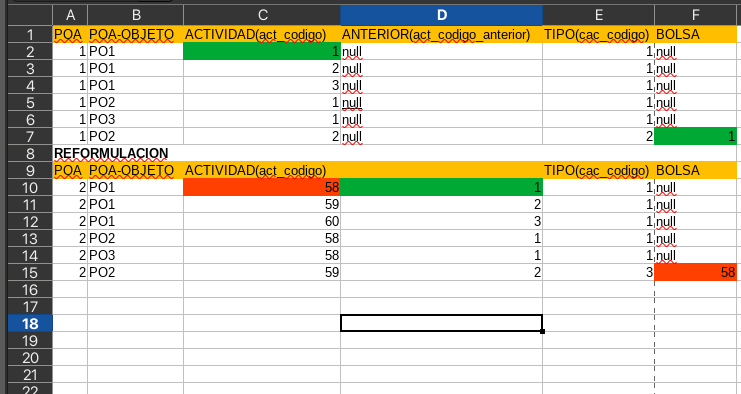 A B C D E F
1 POA POA-OBJETO ACTIVIDAD(act_codigo) ANTERIOR(act_codigo_anterior) TIPO(cac_codigo) BOLSA
2 1 PO1 1 null 1 null
3 1 PO1 2 null 1 null
4 1 PO1 3 null 1 null
5 1 PO2 1 null 1 null
6 1 PO3 1 null 1 null
7 1 PO2 2 null 2 1
8 REFORMULACION
9 POA POA-OBJETO ACTIVIDAD(act_codigo) TIPO(cac_codigo) BOLSA
10 2 PO1 58 1 1 null
11 2 PO1 59 2 1 null
12 2 PO1 60 3 1 null
13 2 PO2 58 1 1 null
14 2 PO3 58 1 1 null
15 2 PO2 59 2 3 58
16
17
18
19
20
21
22